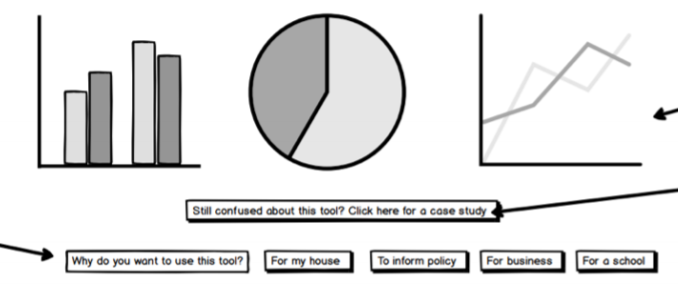 Still confused about this tool? Click here for a case study
Why do you want to use this tool? For my house To inform policy For business For a school